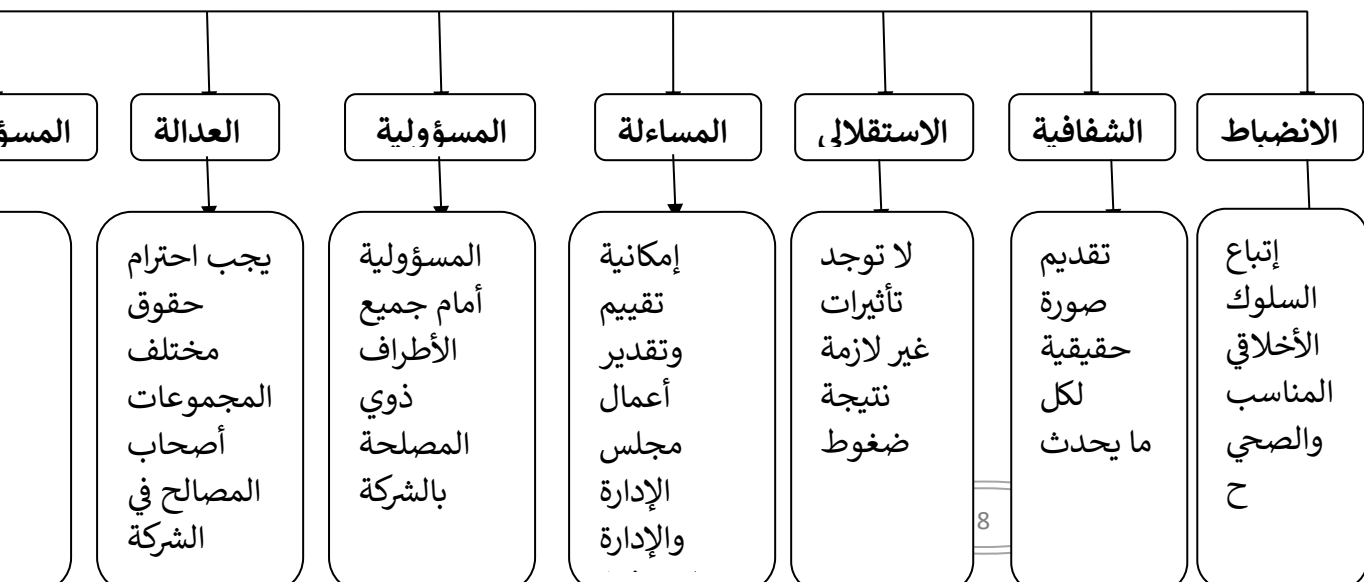 الانضباط
الشفافية
الاستقلالي
المساءلة
المسؤولية
العدالة
إتباع
السلوك
الأخلاقي
المناسب
والصحي
ح
تقديم
صورة
حقيقية
لكل
ما يحدث
لا توجد
تأثيرات
غير لازمة
نتيجة
ضغوط
إمكانية
تقييم
وتقدير
أعمال
مجلس
الإدارة
والإدارة
المسؤولية
أمام جميع
الأطراف
ذوي
المصلحة
بالشركة
يجب احترام
حقوق
مختلف
المجموعات
أصحاب
المصالح في
الشركة
8